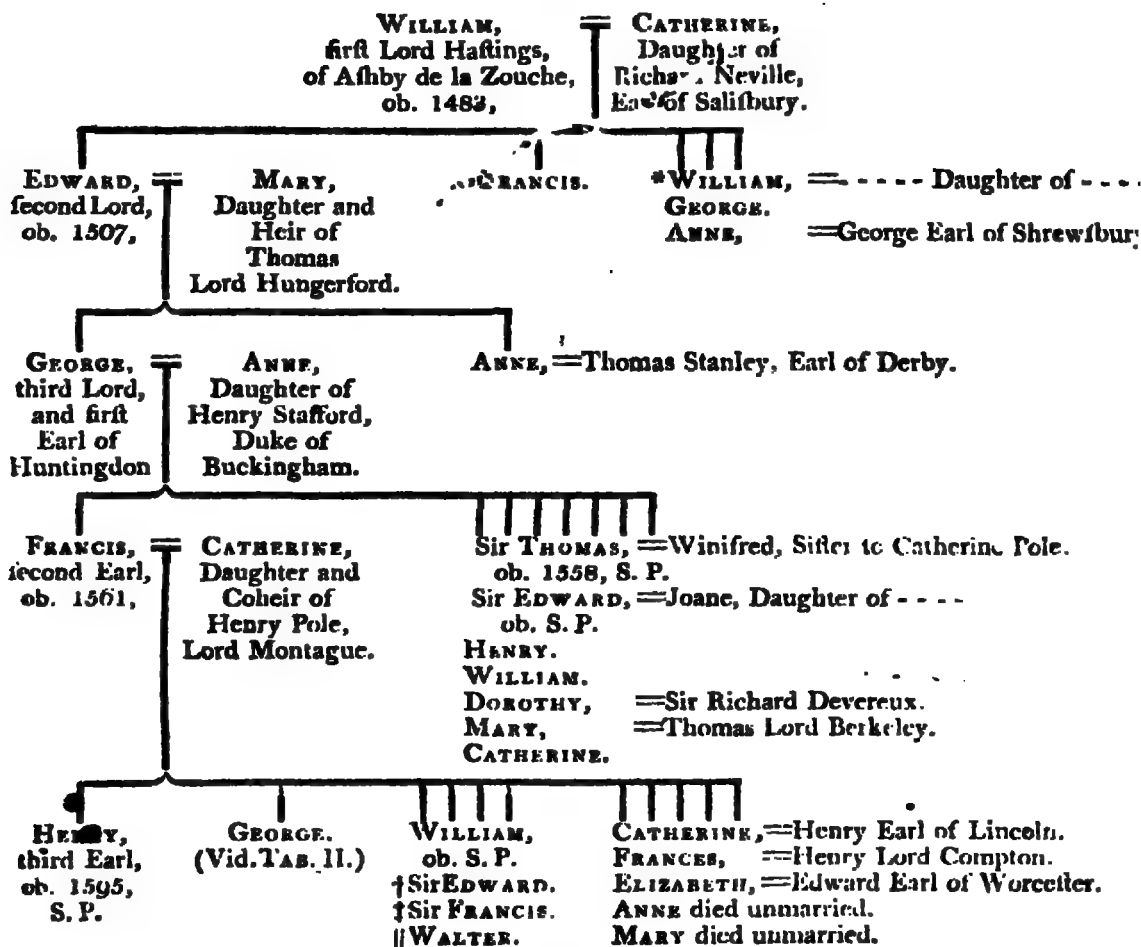 WILLIAM,
firſt Lord Haſtings,
of Aſhby de la Zouche,
ob. 1483,
=
CATHERINE,
Daughter of
Richard Neville,
Earl of Saliſbury.
EDWARD, =
ſecond Lord,
ob. 1507,
MARY,
Daughter and
Heir of
Thomas
Lord Hungerford.
FRANCIS.
*WILLIAM, =- - - - - Daughter of - - - -
GEORGE.
ANNE, =George Earl of Shrewſbur
GEORGE, =
third Lord,
and firſt
Earl of
Huntingdon
ANNE,
Daughter of
Henry Stafford,
Duke of
Buckingham.
ANNE, =Thomas Stanley, Earl of Derby.
FRANCIS, =
ſecond Earl,
ob. 1561,
CATHERINE,
Daughter and
Coheir of
Henry Pole,
Lord Montague.
Sir THOMAS, =Winifred, Siſter to Catherine Pole.
ob. 1558, S. P.
Sir EDWARD, =Joane, Daughter of - - - -
ob. S. P.
HENRY.
WILLIAM.
DOROTHY, =Sir Richard Devereux.
MARY, =Thomas Lord Berkeley.
CATHERINE.
HENRY,
third Earl,
ob. 1595,
S. P.
GEORGE.
(Vid. TAB. II.)
WILLIAM,
ob. S. P.
†Sir EDWARD.
‡Sir FRANCIS.
||WALTER.
CATHERINE, =Henry Earl of Lincoln.
FRANCES, =Henry Lord Compton.
ELIZABETH, =Edward Earl of Worceſter.
ANNE died unmarried.
MARY died unmarried.